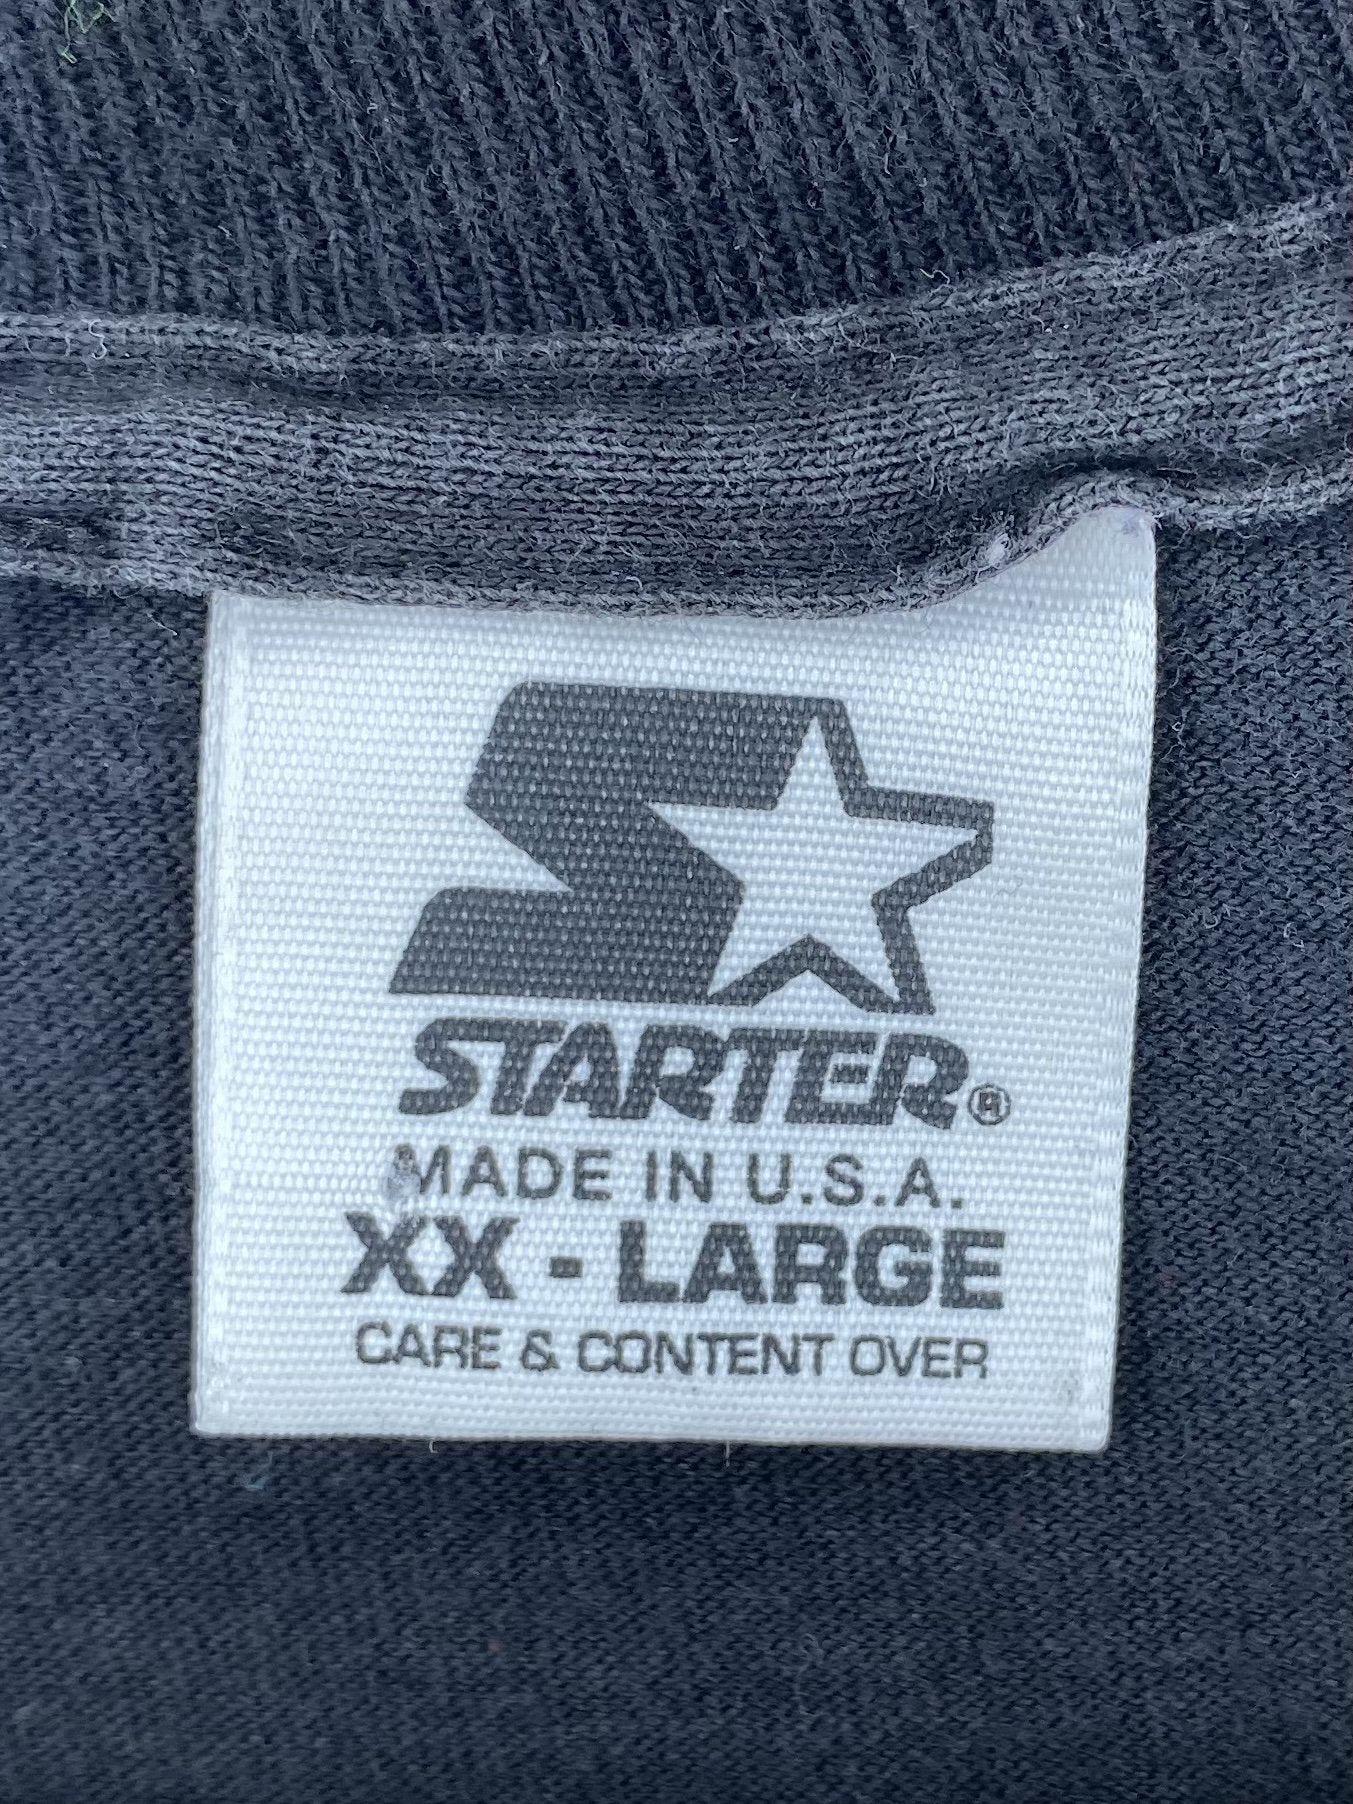 STARTER®
MADE IN U.S.A.
XX-LARGE
CARE & CONTENT OVER